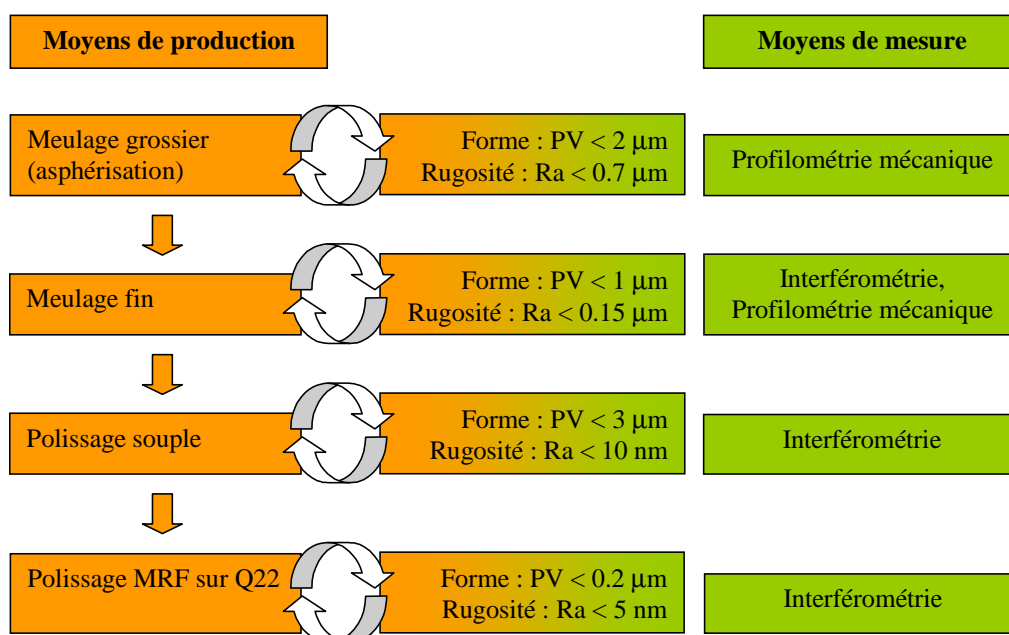 Moyens de production
Moyens de mesure
Meulage grossier
(asphérisation)
Forme : PV < 2 µm
Rugosité : Ra < 0.7 µm
Profilométrie mécanique
Meulage fin
Forme : PV < 1 µm
Rugosité : Ra < 0.15 µm
Interférométrie,
Profilométrie mécanique
Polissage souple
Forme : PV < 3 µm
Rugosité : Ra < 10 nm
Interférométrie
Polissage MRF sur Q22
Forme : PV < 0.2 µm
Rugosité : Ra < 5 nm
Interférométrie